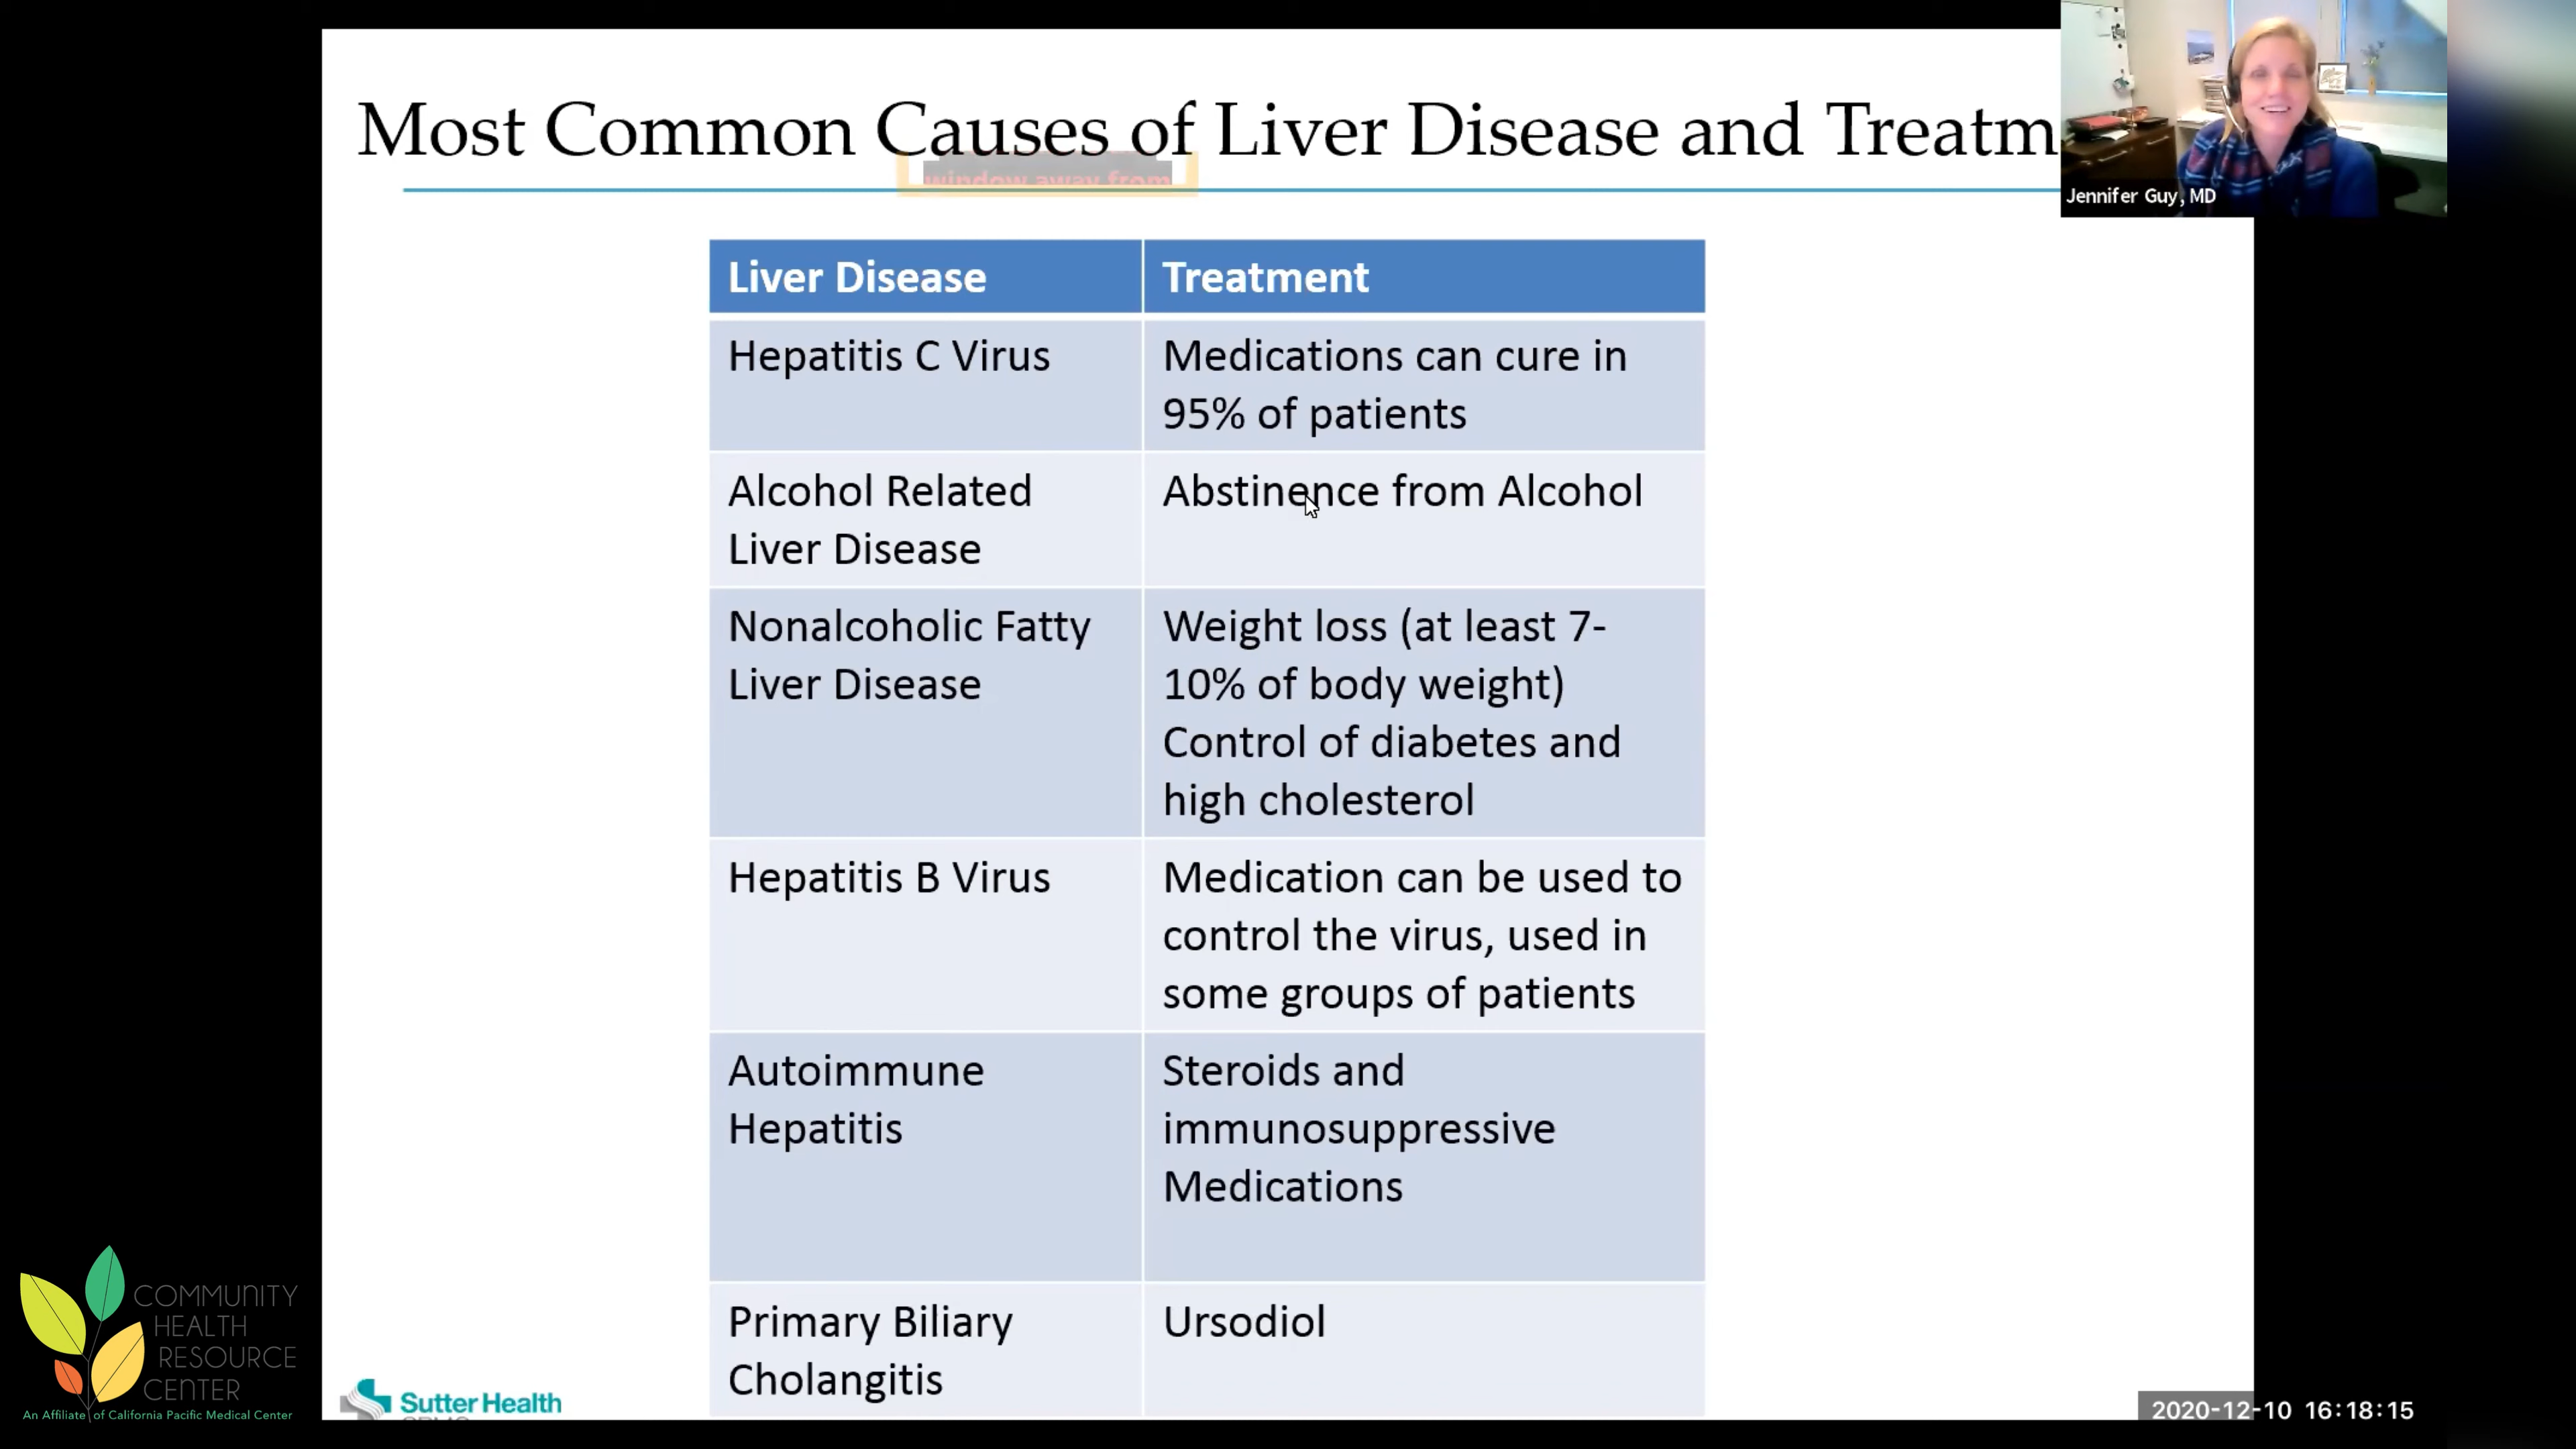 Most Common Causes of Liver Disease and Treatm
window away from
Jennifer Guy, MD
Liver Disease
Treatment
Hepatitis C Virus
Medications can cure in
95% of patients
Alcohol Related
Liver Disease
Abstinence from Alcohol
Nonalcoholic Fatty
Liver Disease
Weight loss (at least 7-
10% of body weight)
Control of diabetes and
high cholesterol
Hepatitis B Virus
Medication can be used to
control the virus, used in
some groups of patients
Autoimmune
Hepatitis
Steroids and
immunosuppressive
Medications
Primary Biliary
Cholangitis
Ursodiol
COMMUNITY
HEALTH
RESOURCE
CENTER
An Affiliate of California Pacific Medical Center
Sutter Health
2020-12-10 16:18:15